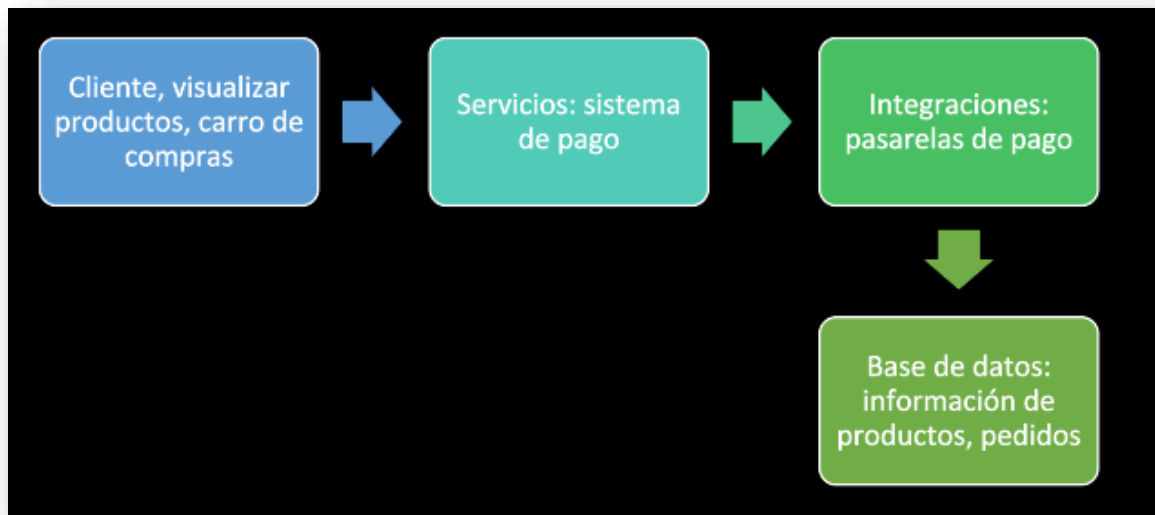 Cliente, visualizar
productos, carro de
compras
Servicios: sistema
de pago
Integraciones:
pasarelas de pago
Base de datos:
información de
productos, pedidos